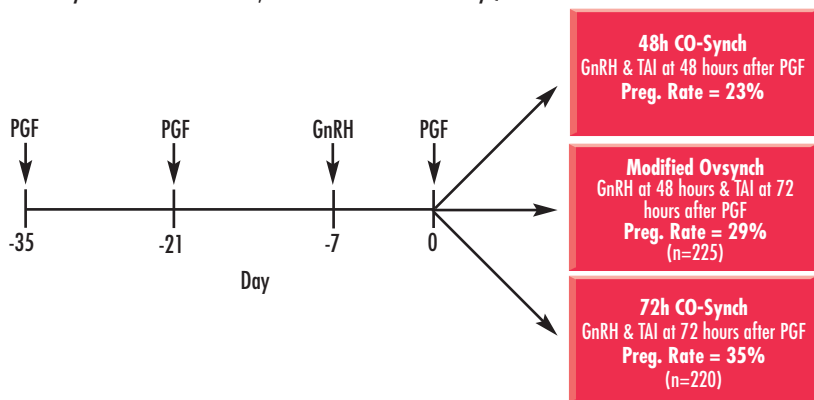 48h CO-Synch
GnRH & TAI at 48 hours after PGF
Preg. Rate = 23%
PGF
PGF
GnRH
PGF
Modified Ovsynch
GnRH at 48 hours & TAI at 72
hours after PGF
Preg. Rate = 29%
(n=225)
-35
-21
-7
0
Day
72h CO-Synch
GnRH & TAI at 72 hours after PGF
Preg. Rate = 35%
(n=220)